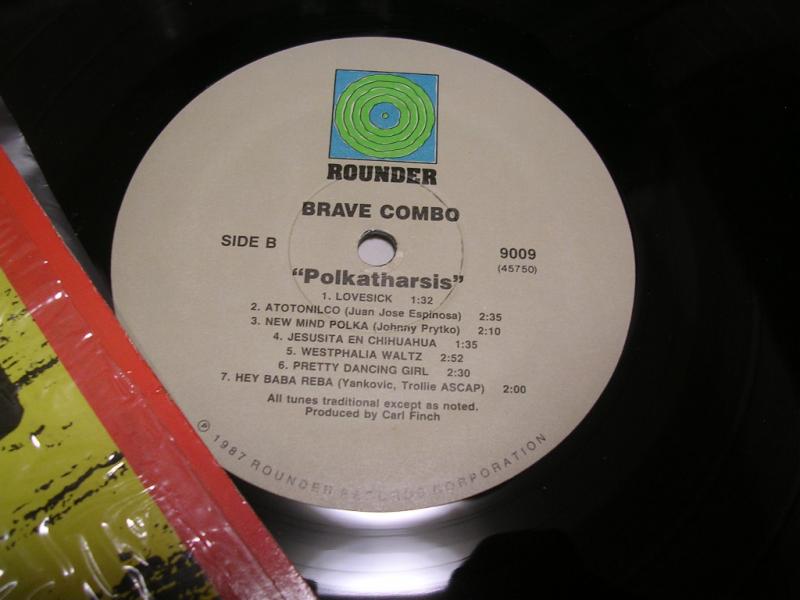 ROUNDER
BRAVE COMBO
SIDE B
9009
(45750)
"Polkatharsis"
1. LOVESICK 1:32
2. ATOTONILCO (Juan Jose Espinosa) 2:35
3. NEW MIND POLKA (Johnny Prytko) 2:10
4. JESUSITA EN CHIHUAHUA 1:35
5. WESTPHALIA WALTZ 2:52
6. PRETTY DANCING GIRL 2:30
7. HEY BABA REBA (Yankovic, Trollie ASCAP) 2:00
All tunes traditional except as noted.
Produced by Carl Finch
℗ 1987 ROUNDER RECORDS CORPORATION